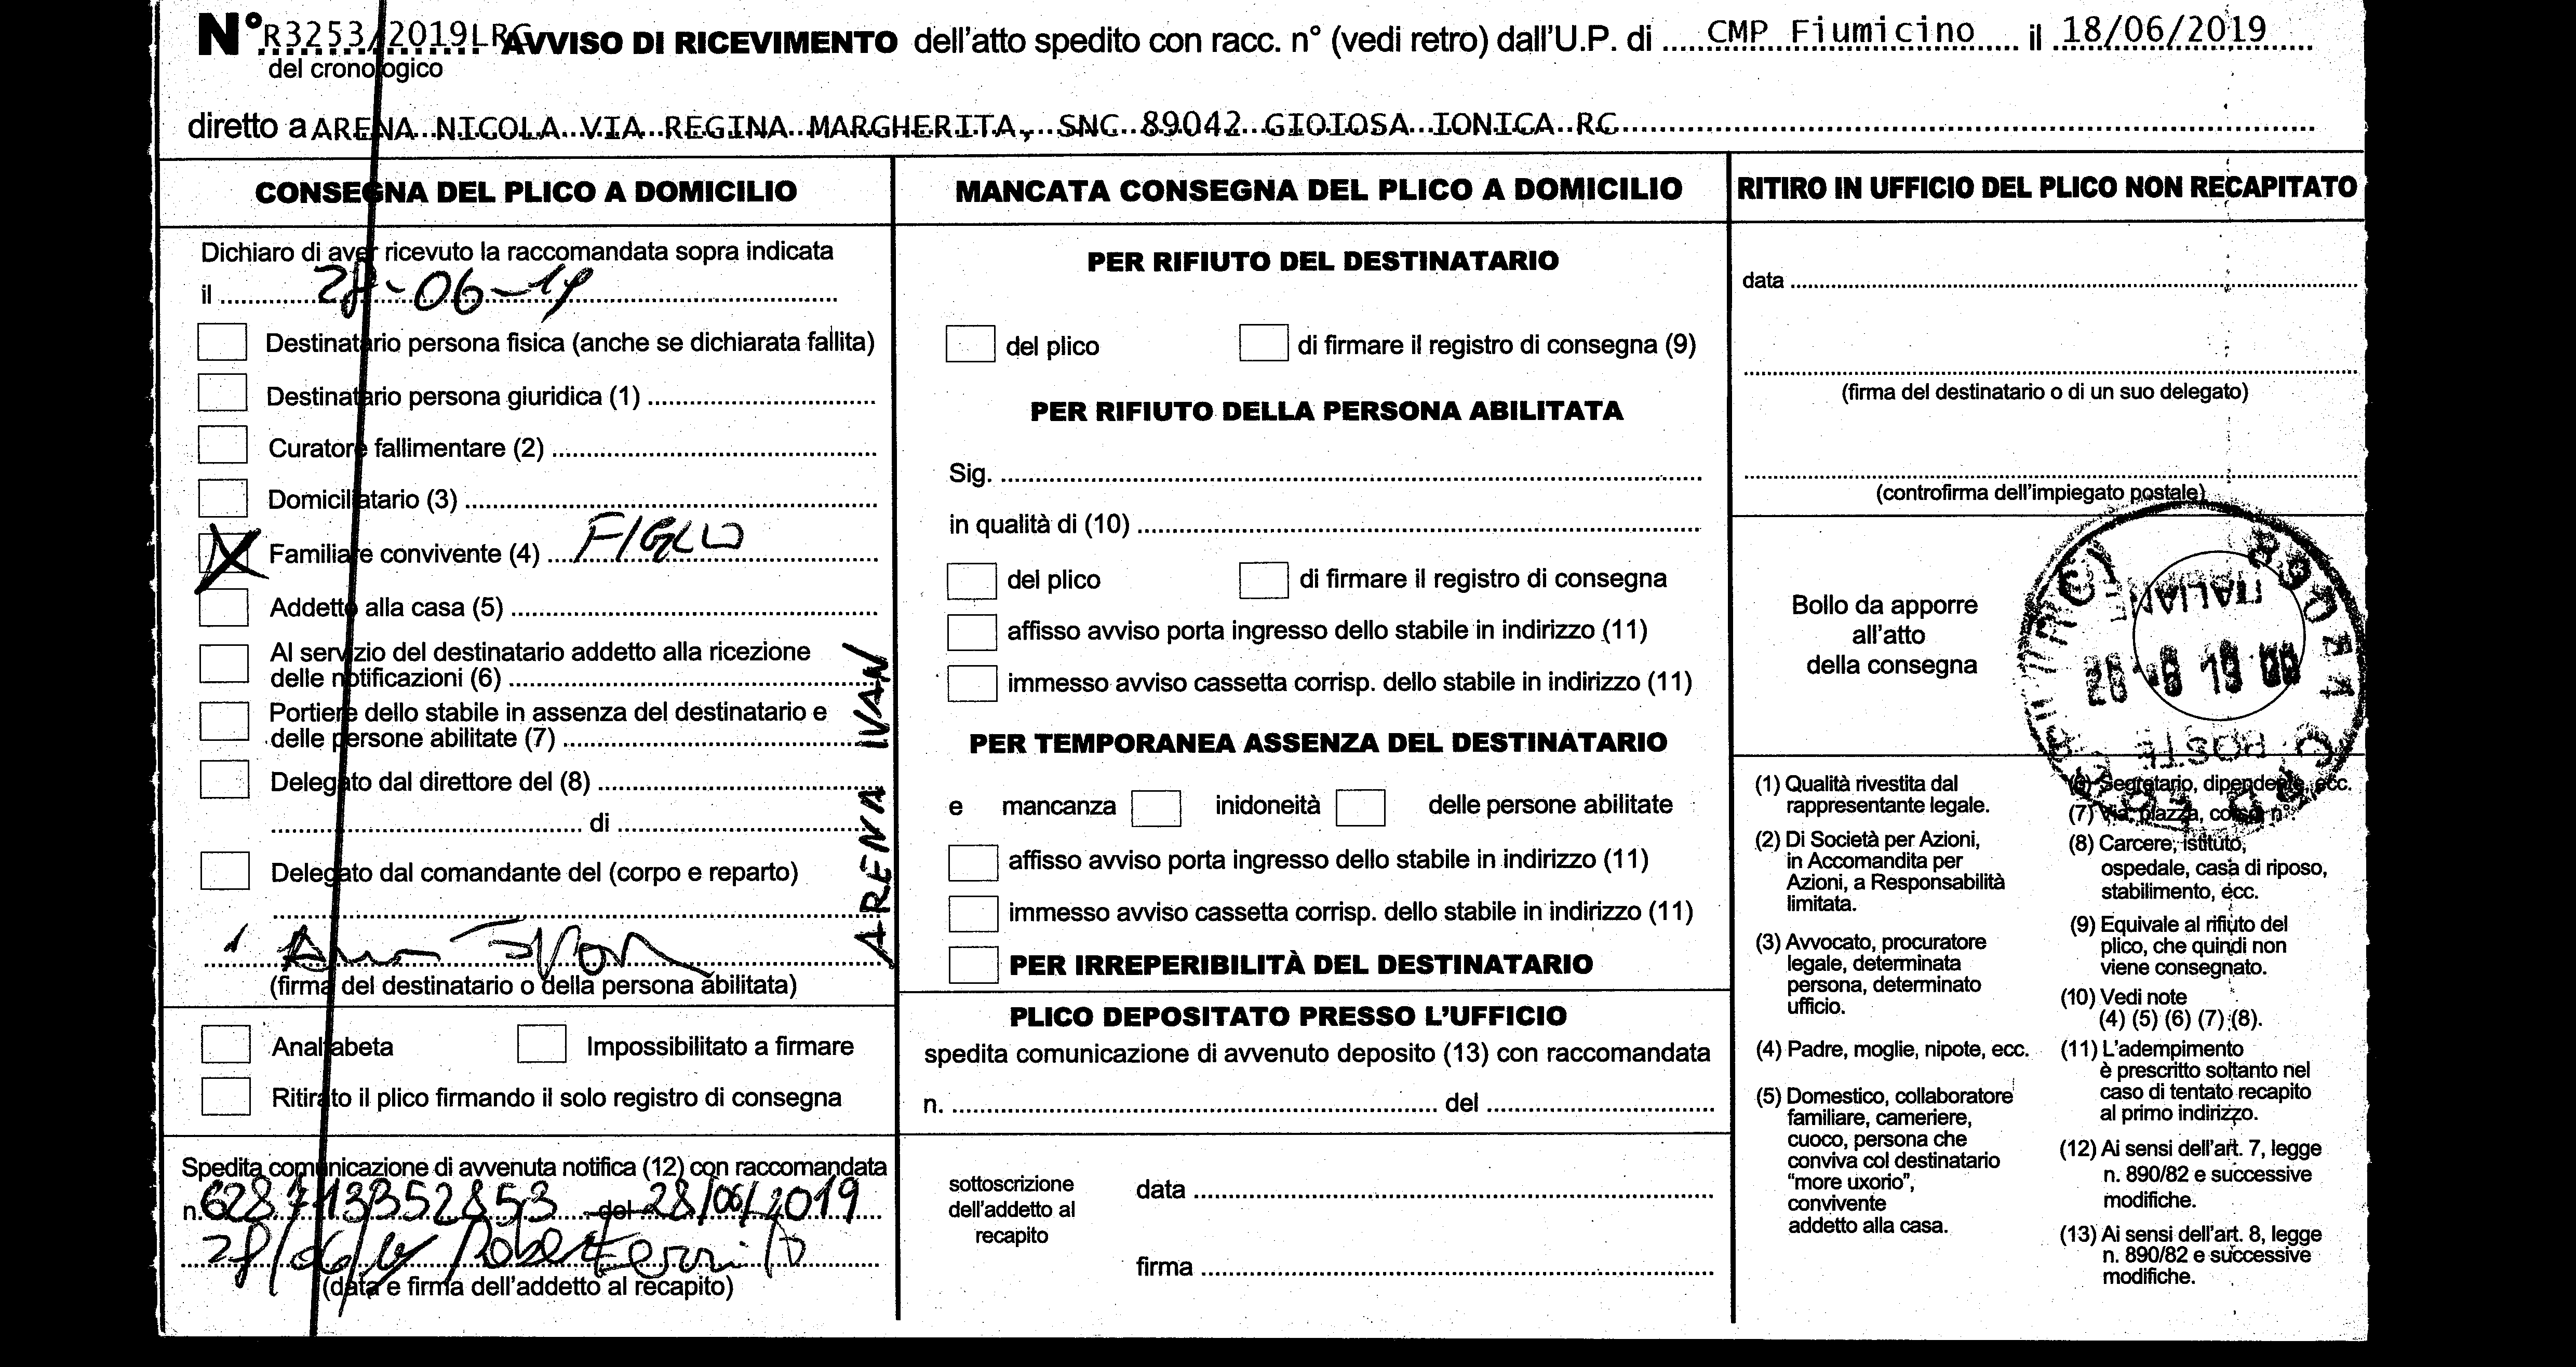 N° R3253/2019LRG AVVISO DI RICEVIMENTO dell'atto spedito con racc. n° (vedi retro) dall'U.P. di CMP Fiumicino il 18/06/2019
del cronologico
diretto a ARENA NICOLA VIA REGINA MARGHERITA, SNC 89042 GIOIOSA IONICA RC
CONSEGNA DEL PLICO A DOMICILIO
Dichiaro di aver ricevuto la raccomandata sopra indicata
il 28-06-19
Destinatario persona fisica (anche se dichiarata fallita)
Destinatario persona giuridica (1)
Curatore fallimentare (2)
Domiciliatario (3)
X Familiare convivente (4) FIGLIO
Addetto alla casa (5)
Al servizio del destinatario addetto alla ricezione
delle notificazioni (6)
Portiere dello stabile in assenza del destinatario e
delle persone abilitate (7)
Delegato dal direttore del (8)
di
Delegato dal comandante del (corpo e reparto)
ARENA IVAN
Arena Ivan
(firma del destinatario o della persona abilitata)
Analfabeta Impossibilitato a firmare
Ritirato il plico firmando il solo registro di consegna
Spedita comunicazione di avvenuta notifica (12) con raccomandata
n. 628713352853 del 28/06/2019
28/06/19
(data e firma dell'addetto al recapito)
MANCATA CONSEGNA DEL PLICO A DOMICILIO
PER RIFIUTO DEL DESTINATARIO
del plico di firmare il registro di consegna (9)
PER RIFIUTO DELLA PERSONA ABILITATA
Sig.
in qualità di (10)
del plico di firmare il registro di consegna
affisso avviso porta ingresso dello stabile in indirizzo (11)
immesso avviso cassetta corrisp. dello stabile in indirizzo (11)
PER TEMPORANEA ASSENZA DEL DESTINATARIO
e mancanza inidoneità delle persone abilitate
affisso avviso porta ingresso dello stabile in indirizzo (11)
immesso avviso cassetta corrisp. dello stabile in indirizzo (11)
PER IRREPERIBILITÀ DEL DESTINATARIO
PLICO DEPOSITATO PRESSO L'UFFICIO
spedita comunicazione di avvenuto deposito (13) con raccomandata
n. del
sottoscrizione
dell'addetto al
recapito
data
firma
RITIRO IN UFFICIO DEL PLICO NON RECAPITATO
data
(firma del destinatario o di un suo delegato)
(controfirma dell'impiegato postale)
Bollo da apporre
all'atto
della consegna
POSTE ITALIANE
(1) Qualità rivestita dal
rappresentante legale.
(2) Di Società per Azioni,
in Accomandita per
Azioni, a Responsabilità
limitata.
(3) Avvocato, procuratore
legale, determinata
persona, determinato
ufficio.
(4) Padre, moglie, nipote, ecc.
(5) Domestico, collaboratore
familiare, cameriere,
cuoco, persona che
conviva col destinatario
"more uxorio",
convivente
addetto alla casa.
(6) Segretario, dipendente, ecc.
(7) Via, piazza, corso, n°.
(8) Carcere, istituto,
ospedale, casa di riposo,
stabilimento, ecc.
(9) Equivale al rifiuto del
plico, che quindi non
viene consegnato.
(10) Vedi note
(4) (5) (6) (7) (8).
(11) L'adempimento
è prescritto soltanto nel
caso di tentato recapito
al primo indirizzo.
(12) Ai sensi dell'art. 7, legge
n. 890/82 e successive
modifiche.
(13) Ai sensi dell'art. 8, legge
n. 890/82 e successive
modifiche.